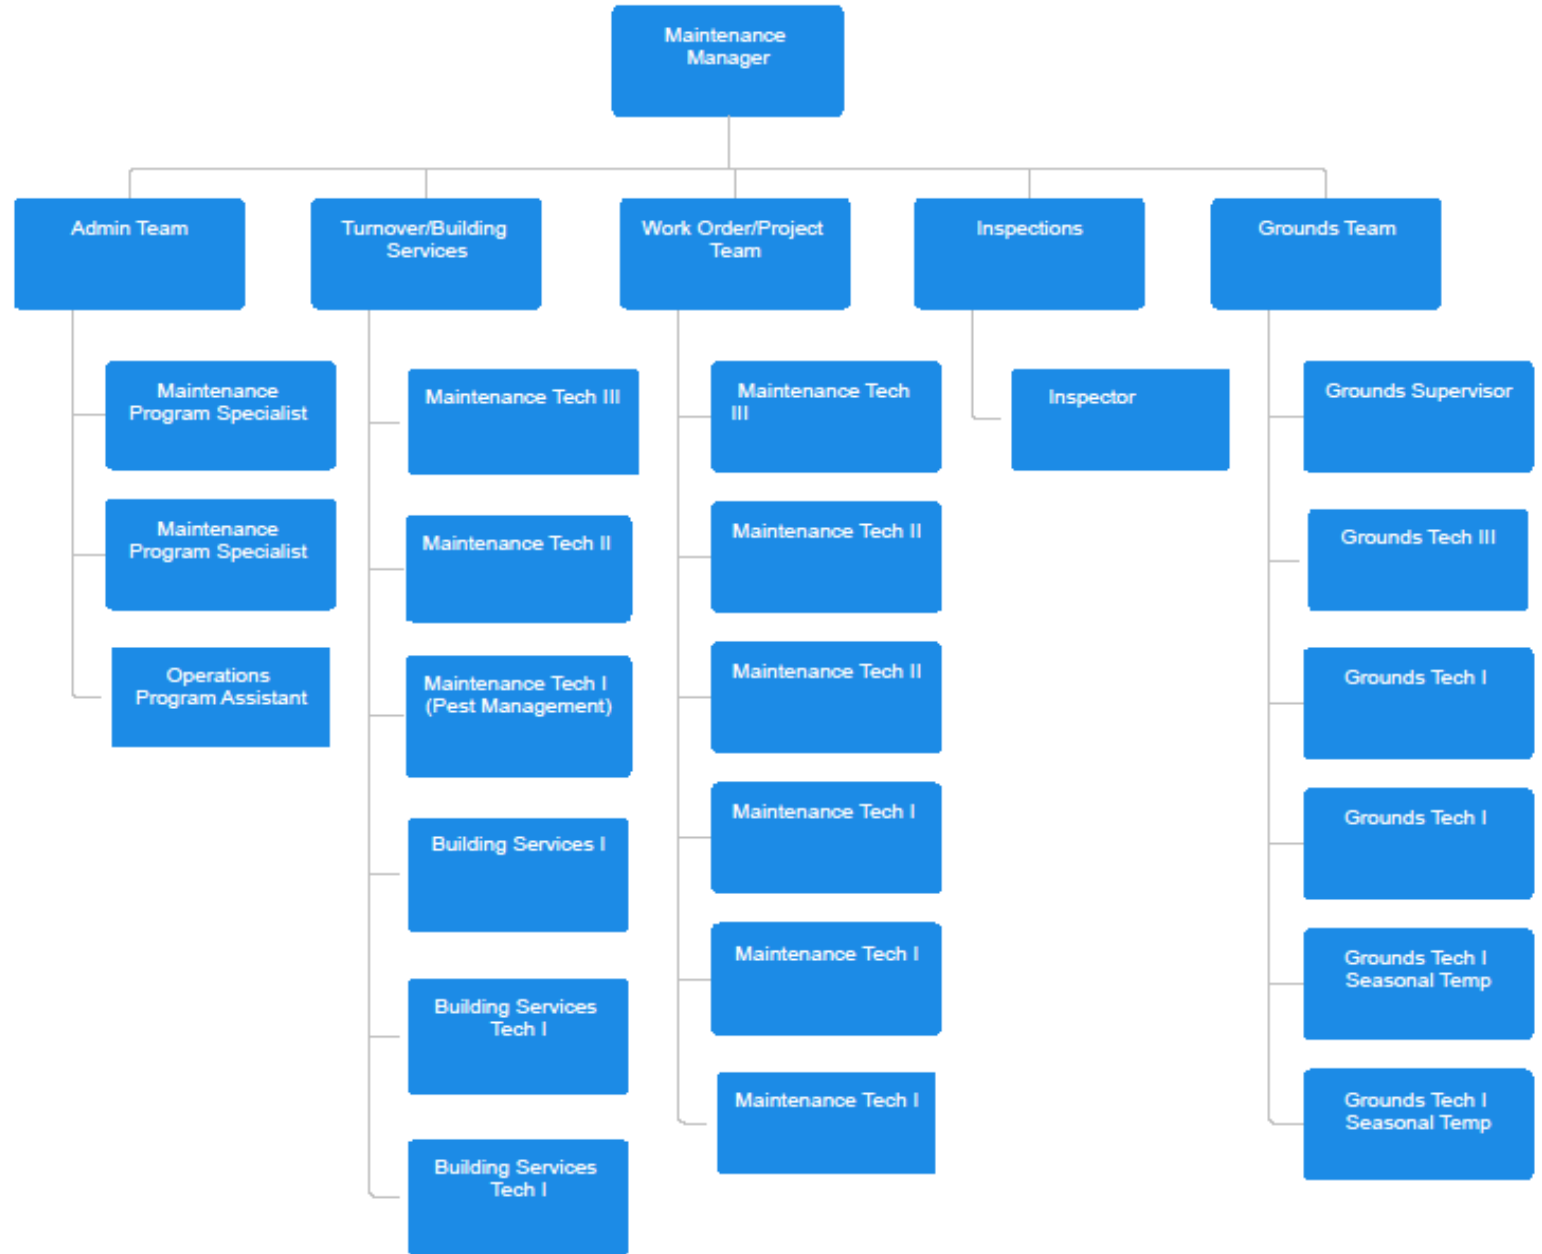 Maintenance
Manager
Admin Team
Turnover/Building
Services
Work Order/Project
Team
Inspections
Grounds Team
Maintenance
Program Specialist
Maintenance
Program Specialist
Operations
Program Assistant
Maintenance Tech III
Maintenance Tech II
Maintenance Tech I
(Pest Management)
Building Services I
Building Services
Tech I
Building Services
Tech I
Maintenance Tech
III
Maintenance Tech II
Maintenance Tech II
Maintenance Tech I
Maintenance Tech I
Maintenance Tech I
Inspector
Grounds Supervisor
Grounds Tech III
Grounds Tech I
Grounds Tech I
Grounds Tech I
Seasonal Temp
Grounds Tech I
Seasonal Temp